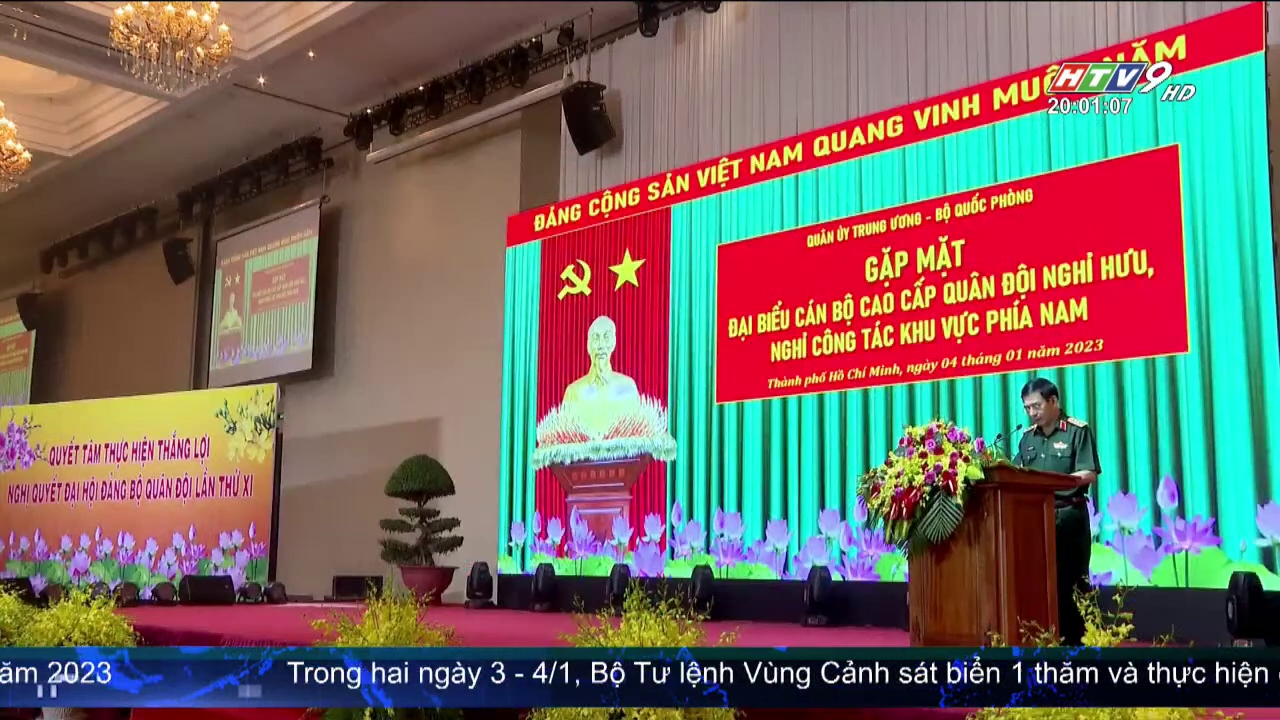 HTV9 HD
20:01:07
ĐẢNG CỘNG SẢN VIỆT NAM QUANG VINH MUÔN NĂM
QUÂN ỦY TRUNG ƯƠNG - BỘ QUỐC PHÒNG
GẶP MẶT
ĐẠI BIỂU CÁN BỘ CAO CẤP QUÂN ĐỘI NGHỈ HƯU,
NGHỈ CÔNG TÁC KHU VỰC PHÍA NAM
Thành phố Hồ Chí Minh, ngày 04 tháng 01 năm 2023
QUYẾT TÂM THỰC HIỆN THẮNG LỢI
NGHỊ QUYẾT ĐẠI HỘI ĐẢNG BỘ QUÂN ĐỘI LẦN THỨ XI
GẶP MẶT
ăm 2023 Trong hai ngày 3 - 4/1, Bộ Tư lệnh Vùng Cảnh sát biển 1 thăm và thực hiện